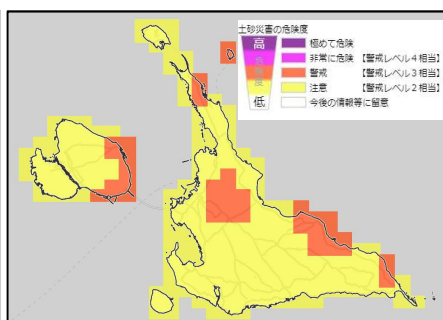 土砂災害の危険度
高
危
険
度
低
極めて危険
非常に危険 【警戒レベル4相当】
警戒 【警戒レベル3相当】
注意 【警戒レベル2相当】
今後の情報等に留意